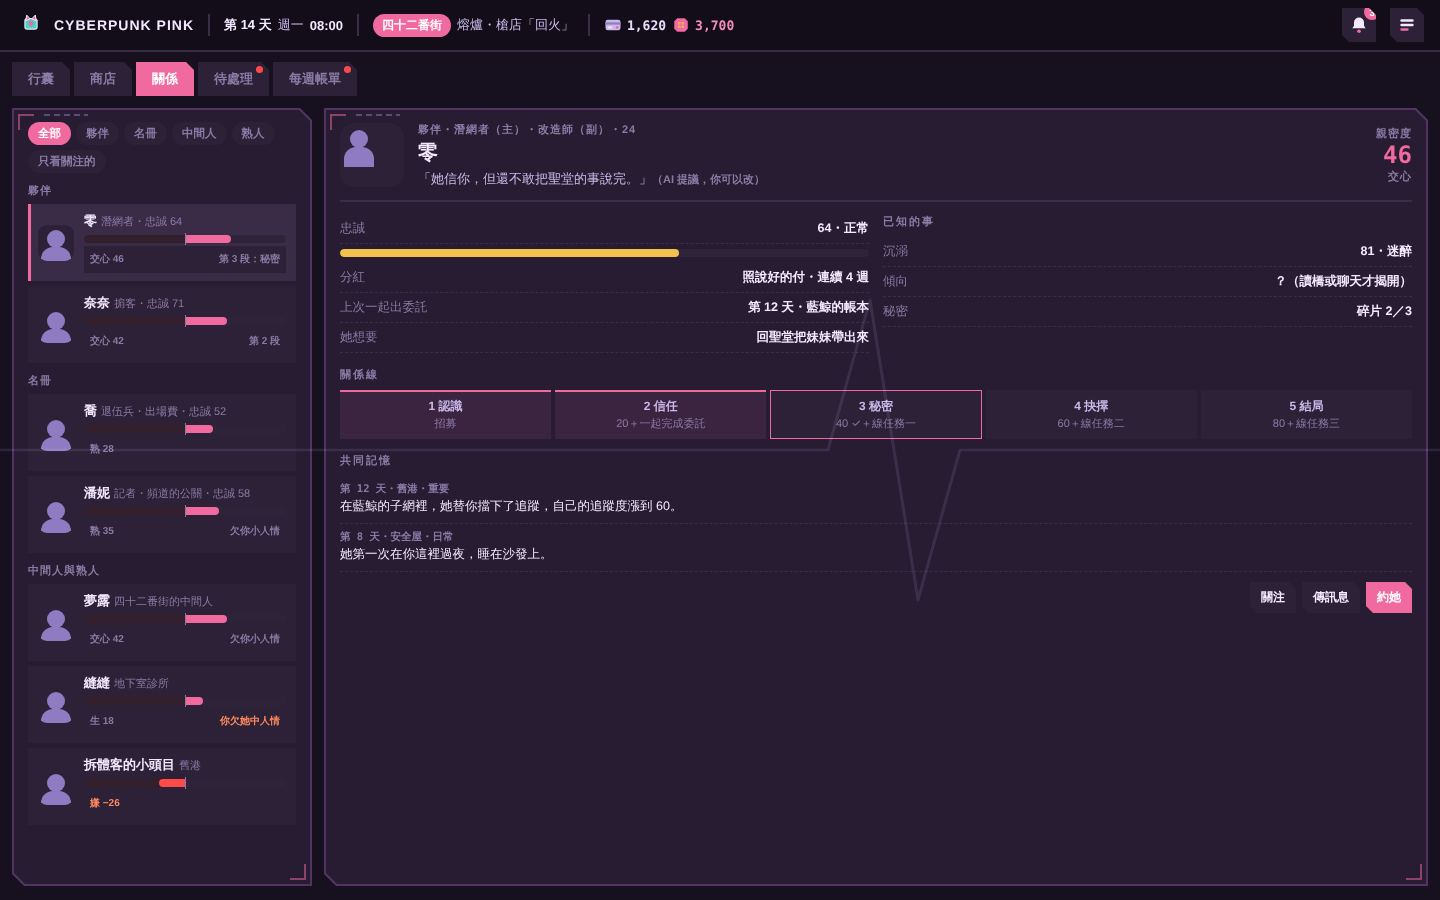 CYBERPUNK PINK
第 14 天 週一 08:00
四十二番街 熔爐・槍店「回火」
1,620 3,700
行囊 商店 關係 待處理 每週帳單
全部 夥伴 名冊 中間人 熟人
只看關注的
夥伴
零 潛網者・忠誠 64
交心 46 第 3 段：秘密
奈奈 掮客・忠誠 71
交心 42 第 2 段
名冊
喬 退伍兵・出場費・忠誠 52
熟 28
潘妮 記者・頻道的公關・忠誠 58
熟 35 欠你小人情
中間人與熟人
夢露 四十二番街的中間人
交心 42 欠你小人情
縫縫 地下室診所
生 18 你欠她中人情
拆體客的小頭目 舊港
嫌 −26
夥伴・潛網者（主）・改造師（副）・24
零
「她信你，但還不敢把聖堂的事說完。」（AI 提議，你可以改）
親密度
46
交心
忠誠 64・正常
分紅 照說好的付・連續 4 週
上次一起出委託 第 12 天・藍鯨的帳本
她想要 回聖堂把妹妹帶出來
已知的事
沉溺 81・迷醉
傾向 ？（讀橋或聊天才揭開）
秘密 碎片 2／3
關係線
1 認識
招募
2 信任
20＋一起完成委託
3 秘密
40 ✓＋線任務一
4 抉擇
60＋線任務二
5 結局
80＋線任務三
共同記憶
第 12 天・舊港・重要
在藍鯨的子網裡，她替你擋下了追蹤，自己的追蹤度漲到 60。
第 8 天・安全屋・日常
她第一次在你這裡過夜，睡在沙發上。
關注 傳訊息 約她